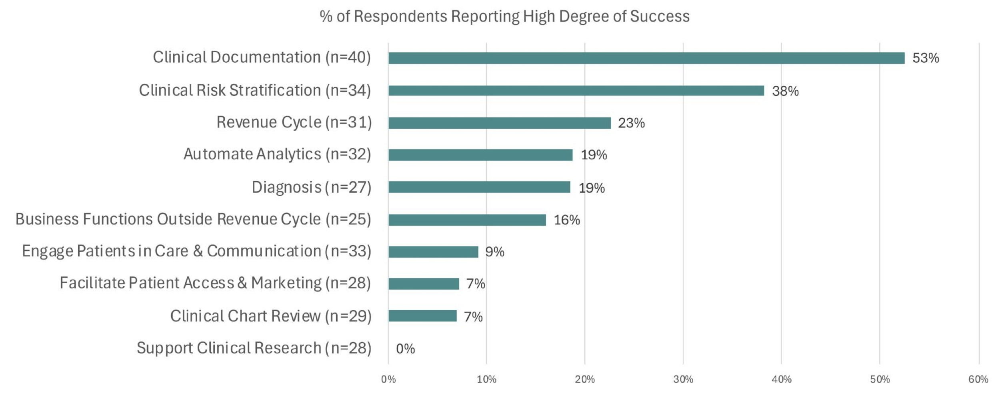 % of Respondents Reporting High Degree of Success
Clinical Documentation (n=40) 53%
Clinical Risk Stratification (n=34) 38%
Revenue Cycle (n=31) 23%
Automate Analytics (n=32) 19%
Diagnosis (n=27) 19%
Business Functions Outside Revenue Cycle (n=25) 16%
Engage Patients in Care & Communication (n=33) 9%
Facilitate Patient Access & Marketing (n=28) 7%
Clinical Chart Review (n=29) 7%
Support Clinical Research (n=28) 0%
0% 10% 20% 30% 40% 50% 60%